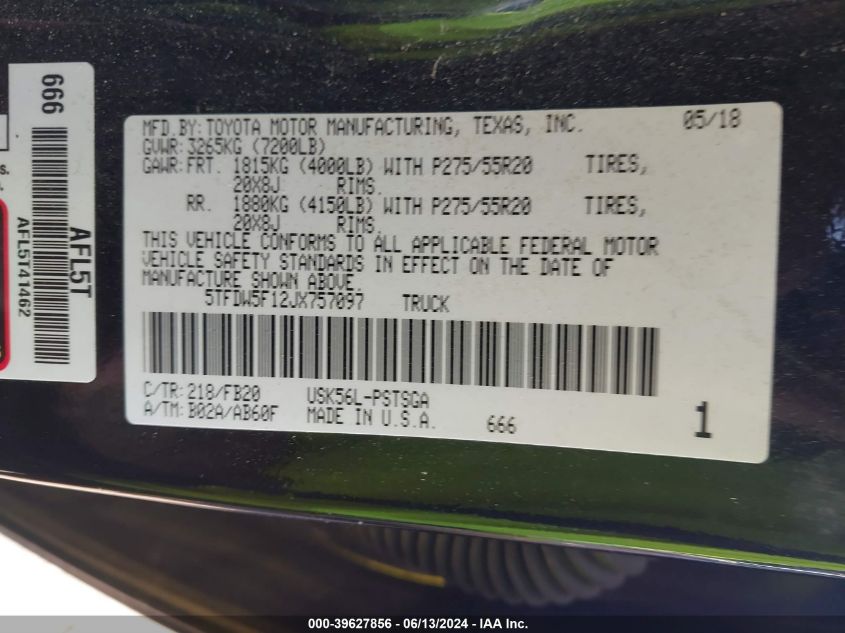 666
AFL5T
AFL5T41462
s.
MFD.BY:TOYOTA MOTOR MANUFACTURING, TEXAS, INC. 05/18
GVWR:3265KG (7200LB)
GAWR:FRT. 1815KG (4000LB) WITH P275/55R20 TIRES,
20X8J RIMS.
RR. 1880KG (4150LB) WITH P275/55R20 TIRES,
20X8J RIMS.
THIS VEHICLE CONFORMS TO ALL APPLICABLE FEDERAL MOTOR
VEHICLE SAFETY STANDARDS IN EFFECT ON THE DATE OF
MANUFACTURE SHOWN ABOVE.
5TFDW5F12JX757097 TRUCK
C/TR:218/FB20 USK56L-PSTSGA
A/TM:B02A/AB60F MADE IN U.S.A. 666 1
000-39627856 - 06/13/2024 - IAA Inc.